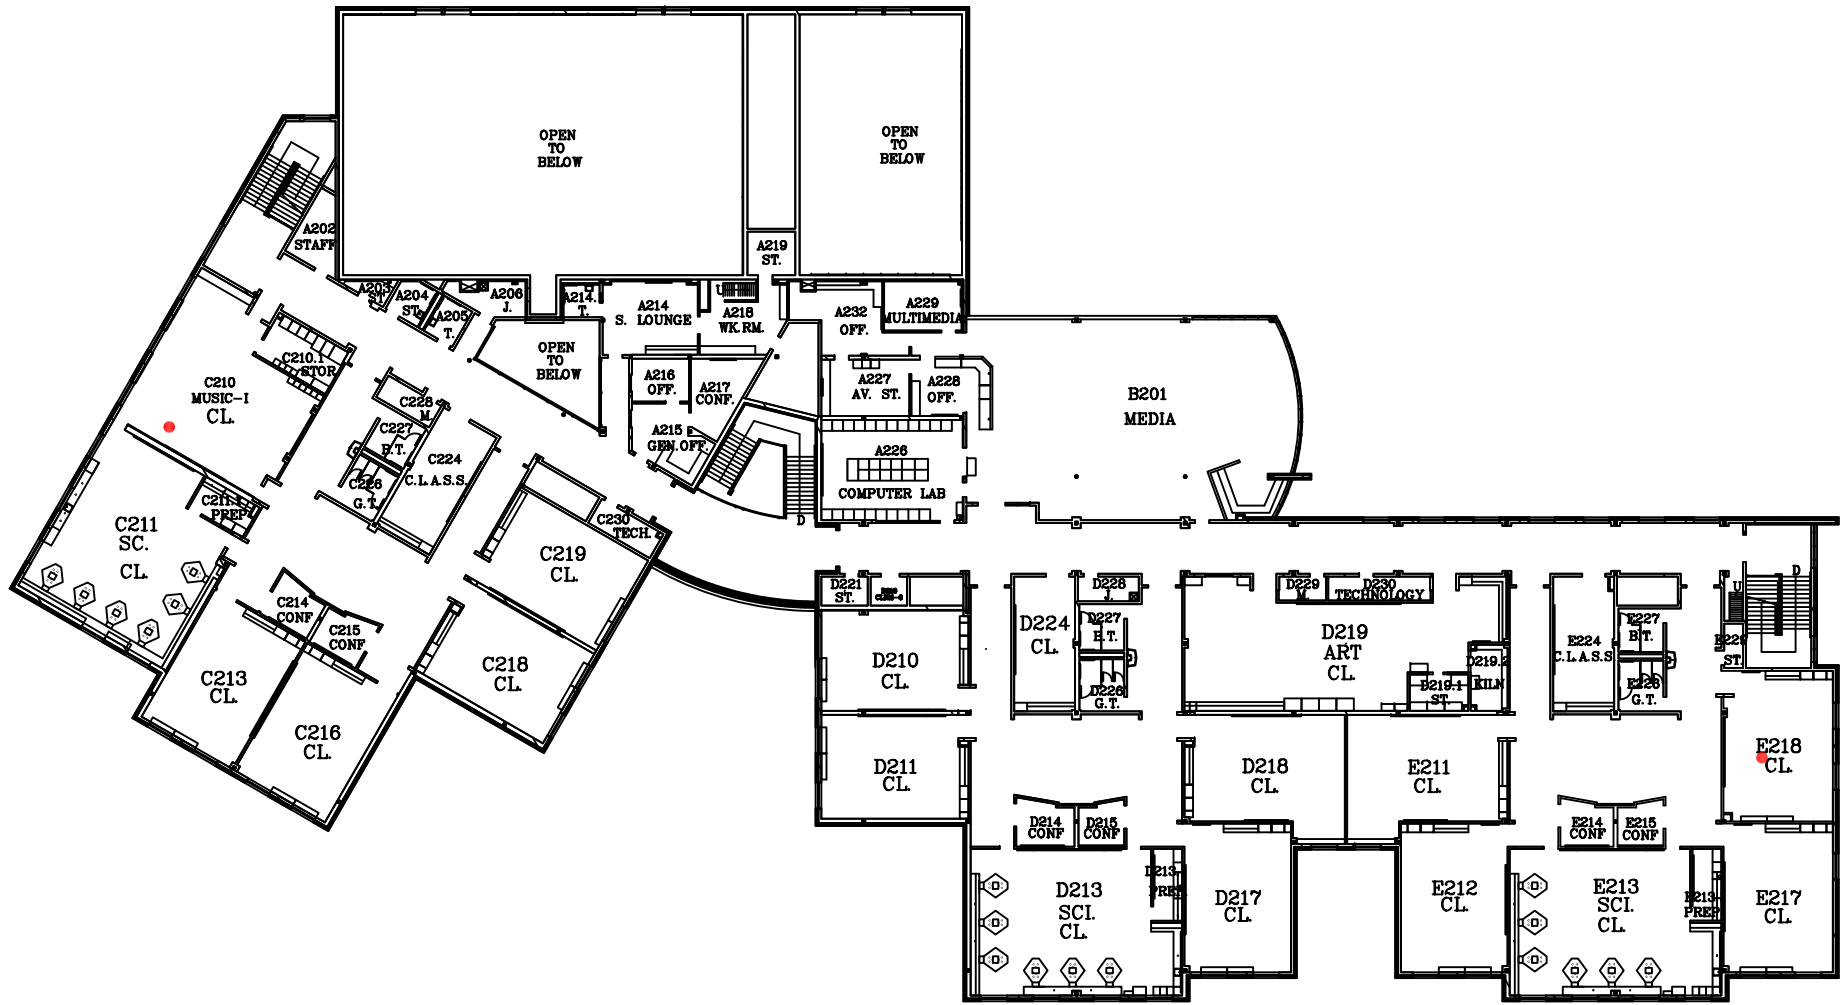 OPEN
TO
BELOW
OPEN
TO
BELOW
A202
STAFF
A219
ST.
A203
ST.
A204
ST.
A205
T.
A206
J.
A214.
T.
A214
S. LOUNGE
U
A218
WK.RM.
A232
OFF.
A229
MULTIMEDIA
OPEN
TO
BELOW
A216
OFF.
A217
CONF.
A227
AV. ST.
A228
OFF.
B201
MEDIA
C210.1
STOR.
C210
MUSIC-I
CL.
C228
M.
C227
B.T.
C226
G.T.
C224
C.L.A.S.S.
A215
GEN.OFF.
A226
COMPUTER LAB
D
C211.1
PREP
C211
SC.
CL.
C230
TECH.
C219
CL.
C214
CONF
C215
CONF
C213
CL.
C216
CL.
C218
CL.
D221
ST.
D224
CL.
D228
J.
D227
B.T.
D226
G.T.
D229
M.
D230
TECHNOLOGY
D219
ART
CL.
D219.2
KILN
D219.1
ST.
E224
C.L.A.S.S
E227
B.T.
G.T.
U
D
ST.
D210
CL.
D211
CL.
D218
CL.
E211
CL.
E218
CL.
D214
CONF
D215
CONF
E214
CONF
E215
CONF
D213
SCI.
CL.
D213
D217
CL.
E212
CL.
E213
SCI.
CL.
E213-
PREP
E217
CL.